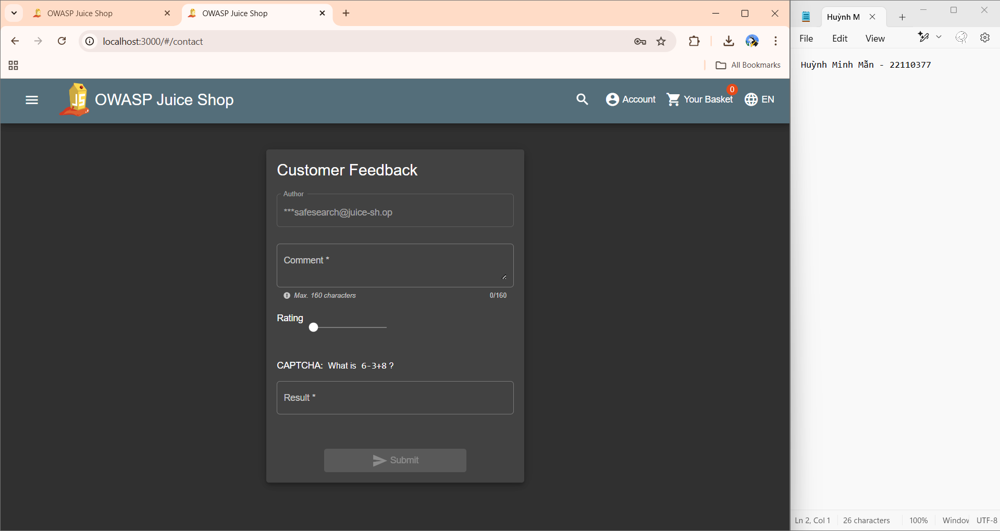 OWASP Juice Shop
OWASP Juice Shop
localhost:3000/#/contact
All Bookmarks
JS
OWASP Juice Shop
Account
Your Basket
0
EN
Customer Feedback
Author
***safesearch@juice-sh.op
Comment *
Max. 160 characters
0/160
Rating
CAPTCHA: What is 6-3+8 ?
Result *
Submit
Huỳnh M
File
Edit
View
Huỳnh Minh Mẫn - 22110377
Ln 2, Col 1
26 characters
100%
Window
UTF-8